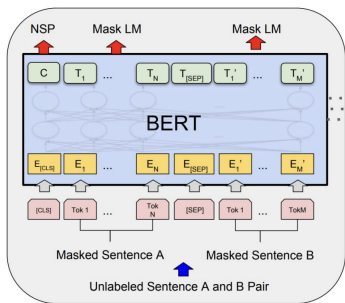 NSP Mask LM Mask LM
C T1 ... TN T[SEP] T1' ... TM'
BERT
E[CLS] E1 ... EN E[SEP] E1' ... EM'
[CLS] Tok 1 ... Tok N [SEP] Tok 1 ... TokM
Masked Sentence A Masked Sentence B
Unlabeled Sentence A and B Pair